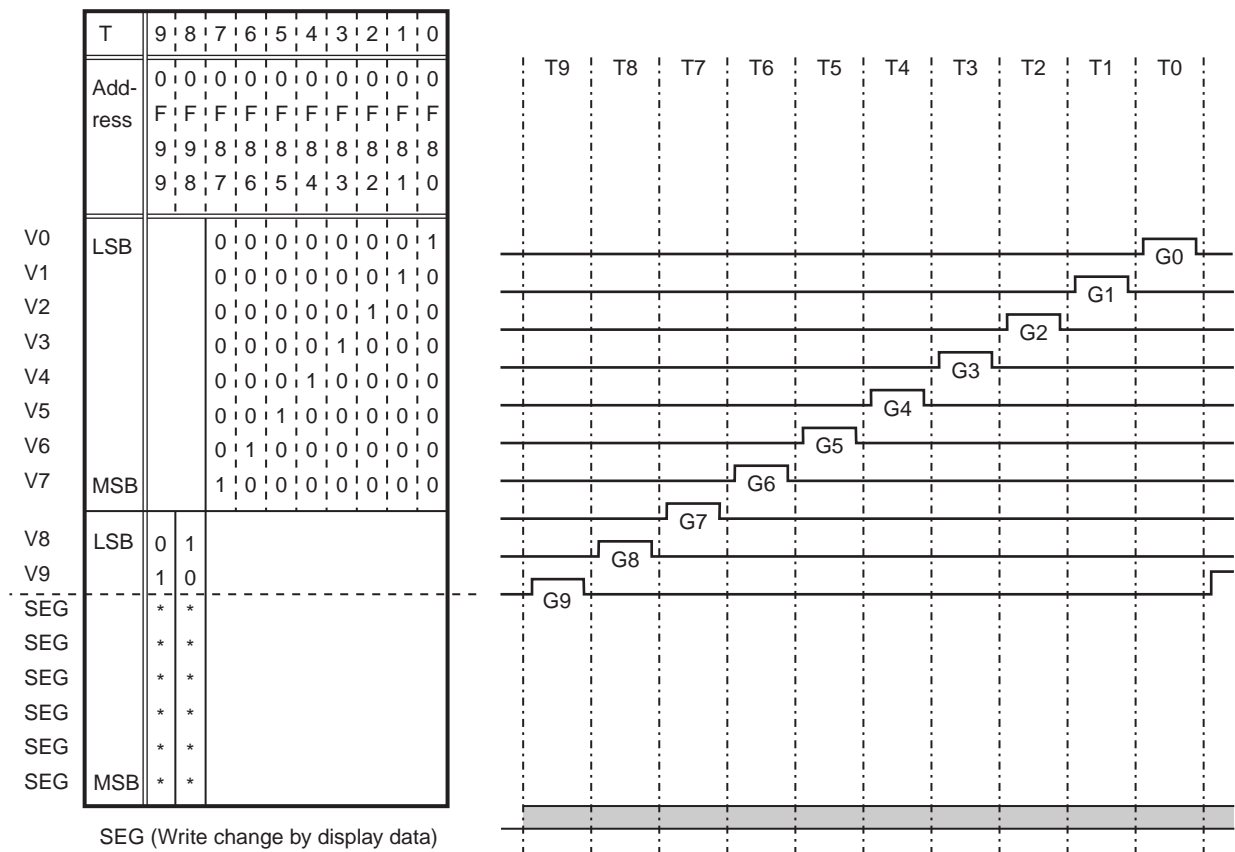 T 9 8 7 6 5 4 3 2 1 0
Add-
ress
0 0 0 0 0 0 0 0 0 0
F F F F F F F F F F
9 9 8 8 8 8 8 8 8 8
9 8 7 6 5 4 3 2 1 0
T9 T8 T7 T6 T5 T4 T3 T2 T1 T0
V0 LSB 0 0 0 0 0 0 0 1 G0
V1 0 0 0 0 0 0 1 0 G1
V2 0 0 0 0 0 1 0 0 G2
V3 0 0 0 0 1 0 0 0 G3
V4 0 0 0 1 0 0 0 0 G4
V5 0 0 1 0 0 0 0 0 G5
V6 0 1 0 0 0 0 0 0 G6
V7 MSB 1 0 0 0 0 0 0 0 G7
V8 LSB 0 1 G8
V9 1 0 G9
SEG * *
SEG * *
SEG * *
SEG * *
SEG * *
SEG MSB * *
SEG (Write change by display data)